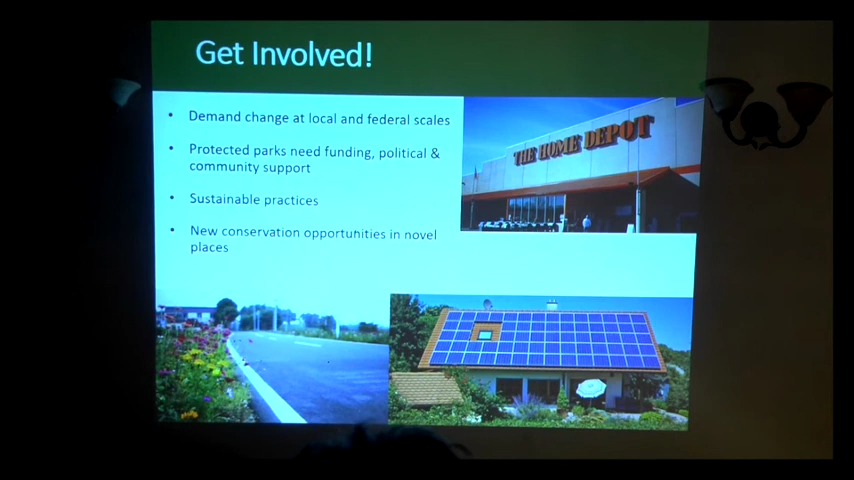 Get Involved!
• Demand change at local and federal scales
• Protected parks need funding, political &
community support
• Sustainable practices
• New conservation opportunities in novel
places
THE HOME DEPOT